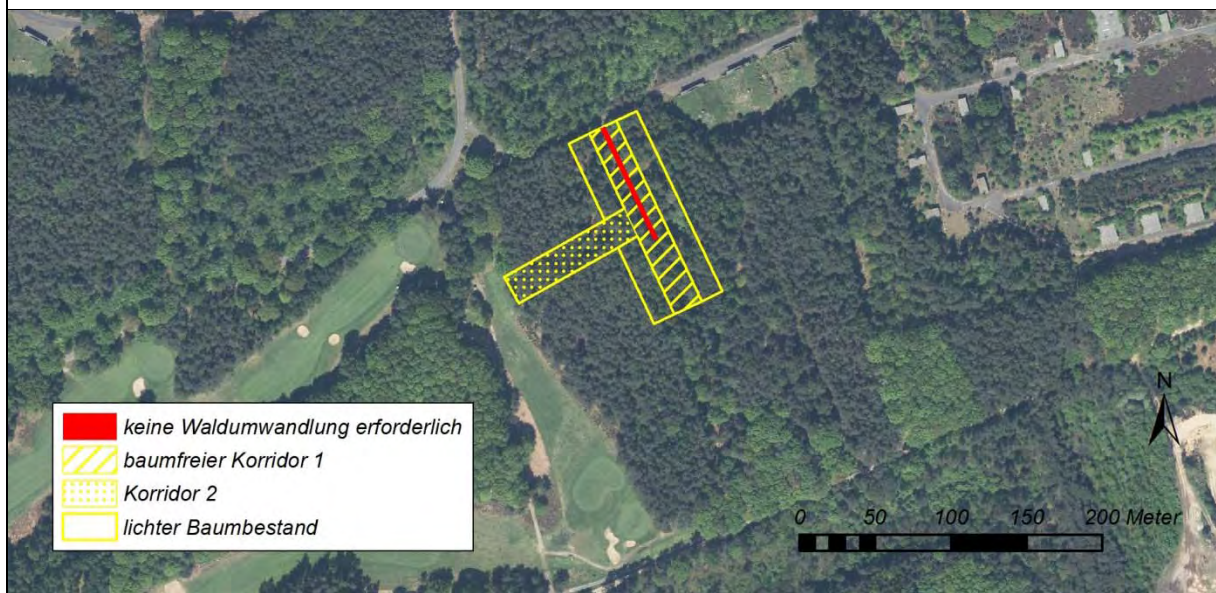 keine Waldumwandlung erforderlich
baumfreier Korridor 1
Korridor 2
lichter Baumbestand
N
0 50 100 150 200 Meter